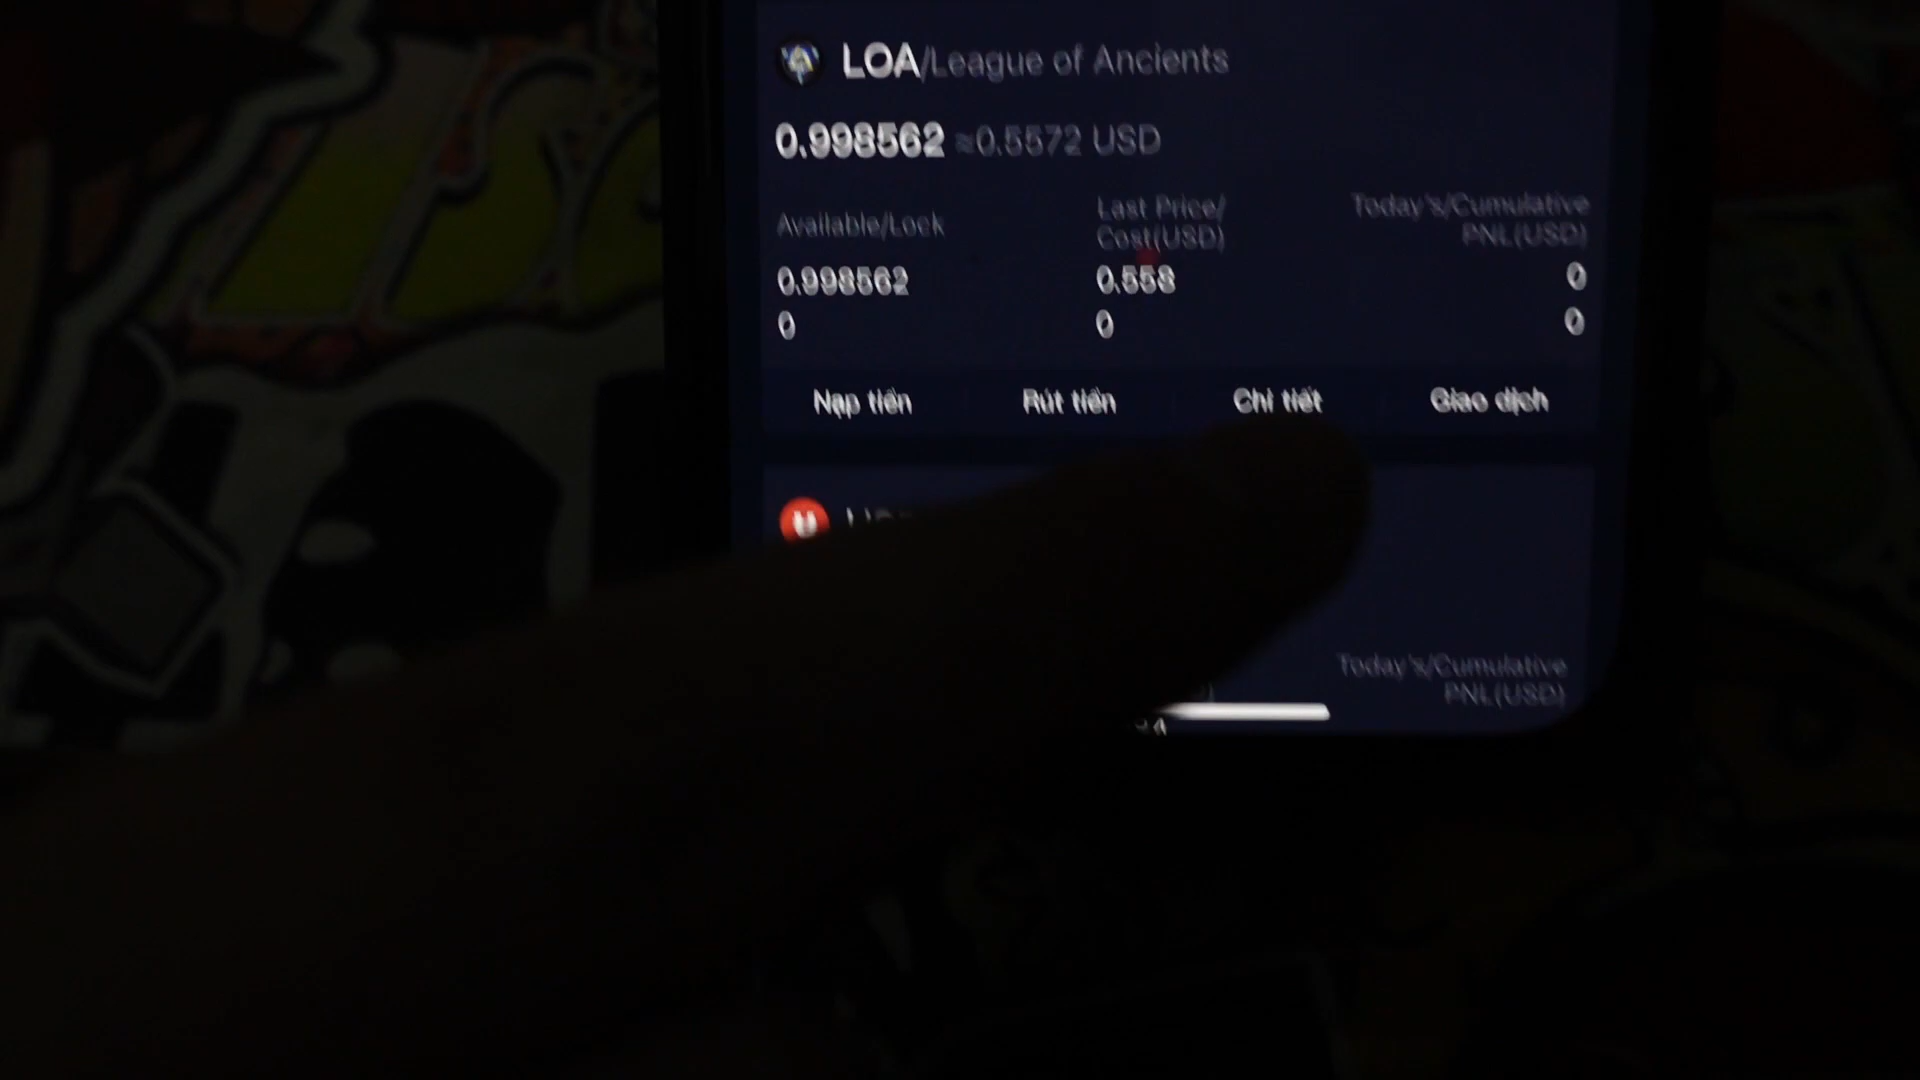 LOA/League of Ancients
0.998562 ≈0.5572 USD
Available/Lock
Last Price/
Cost(USD)
Today's/Cumulative
PNL(USD)
0.998562
0.558
0
0
0
0
Nạp tiền
Rút tiền
Chi tiết
Giao dịch
Today's/Cumulative
PNL(USD)